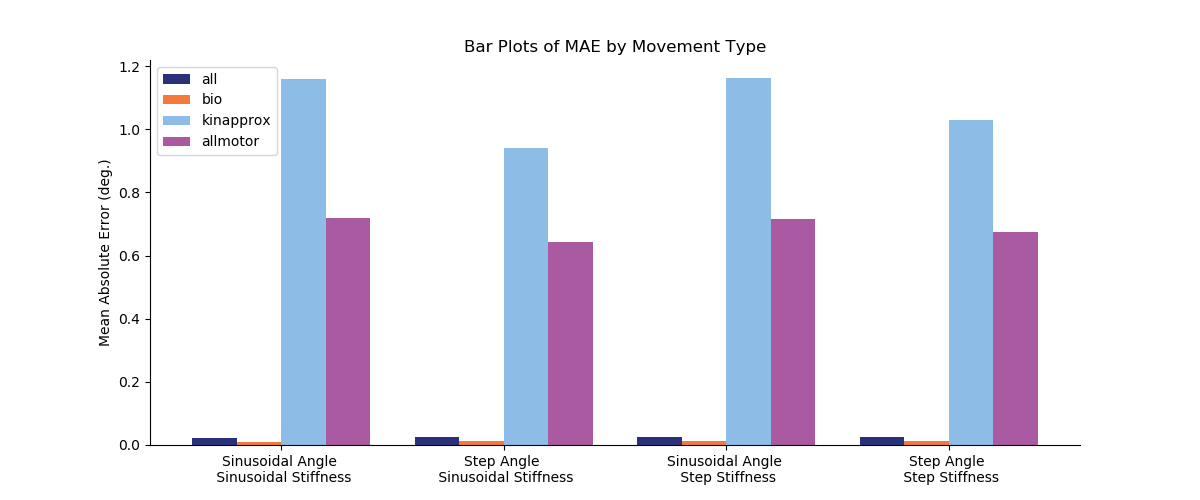 Bar Plots of MAE by Movement Type
Mean Absolute Error (deg.)
1.2
1.0
0.8
0.6
0.4
0.2
0.0
all
bio
kinapprox
allmotor
Sinusoidal Angle
Sinusoidal Stiffness
Step Angle
Sinusoidal Stiffness
Sinusoidal Angle
Step Stiffness
Step Angle
Step Stiffness